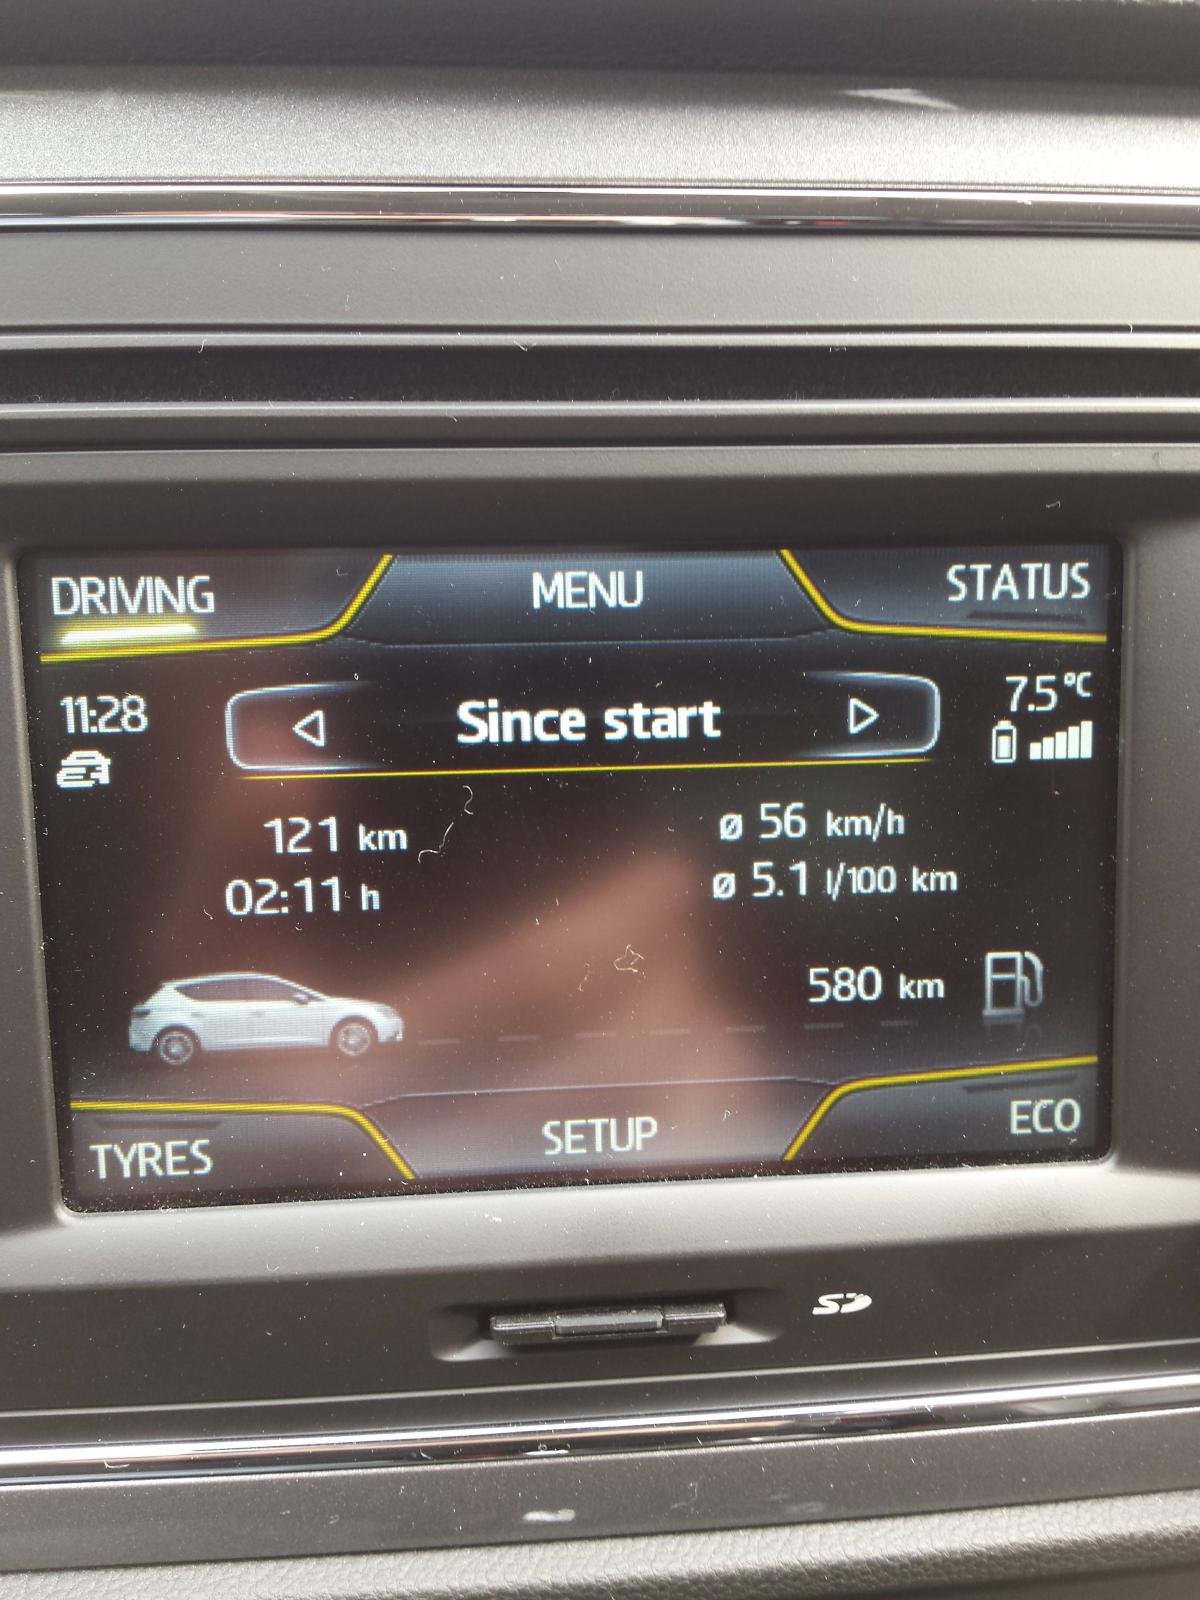 DRIVING MENU STATUS
11:28 Since start 7.5°C
121 km ø 56 km/h
02:11 h ø 5.1 l/100 km
580 km
TYRES SETUP ECO
SD